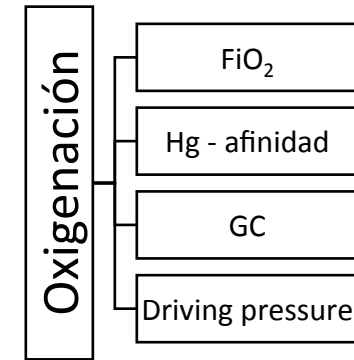 Oxigenación
FiO₂
Hg - afinidad
GC
Driving pressure